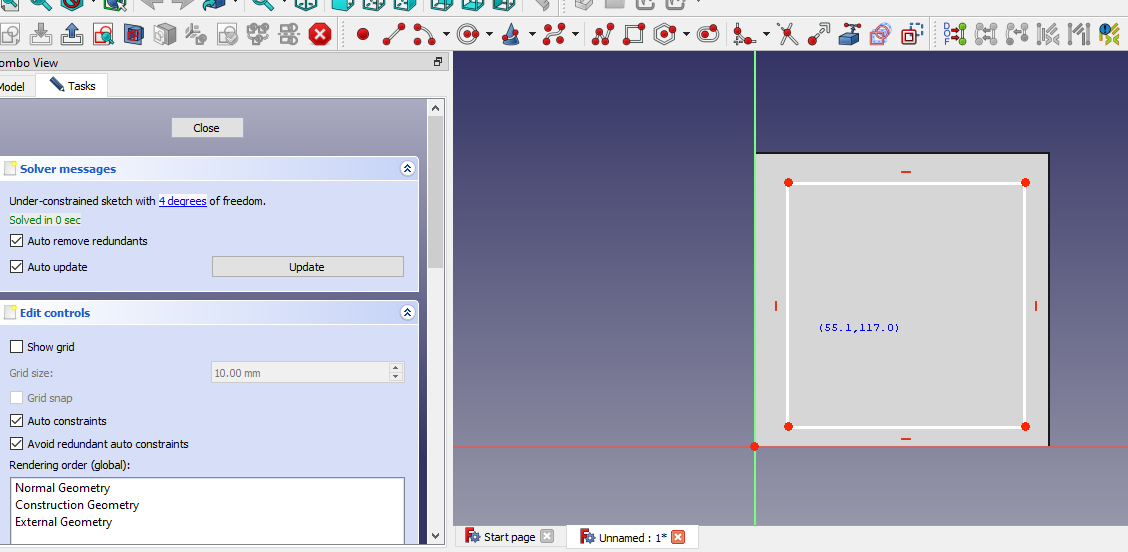 ombo View
Model
Tasks
Close
Solver messages
Under-constrained sketch with 4 degrees of freedom.
Solved in 0 sec
Auto remove redundants
Auto update
Update
Edit controls
Show grid
Grid size:
10.00 mm
Grid snap
Auto constraints
Avoid redundant auto constraints
Rendering order (global):
Normal Geometry
Construction Geometry
External Geometry
(55.1,117.0)
Start page
Unnamed : 1*